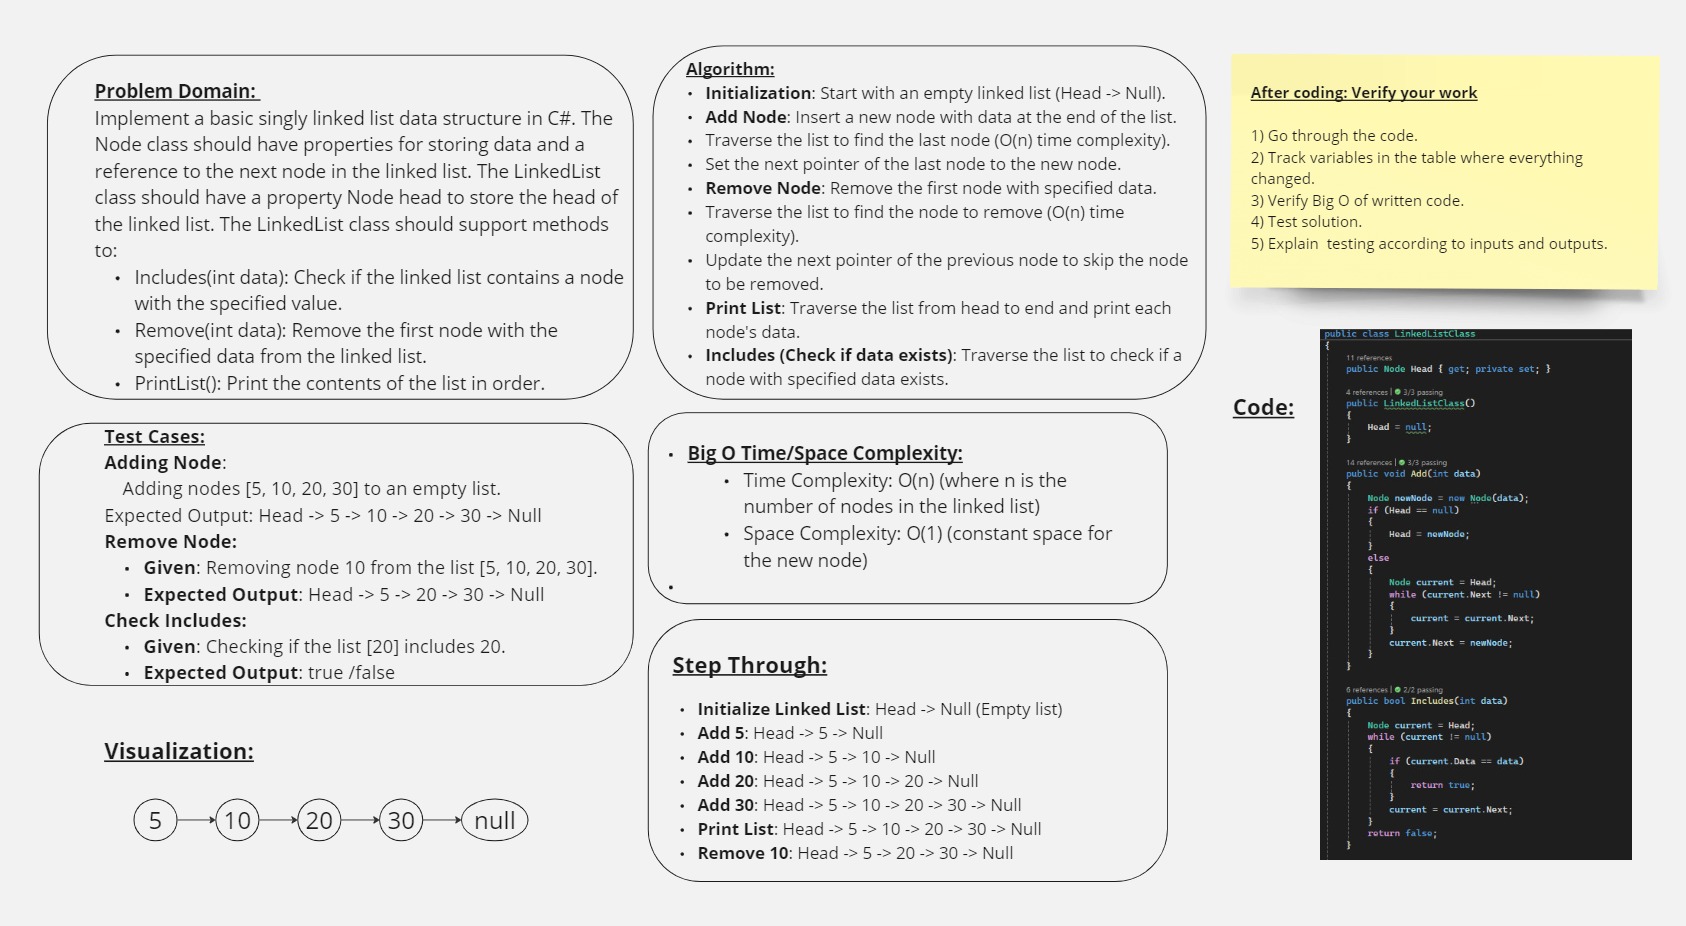 Problem Domain:
Implement a basic singly linked list data structure in C#. The
Node class should have properties for storing data and a
reference to the next node in the linked list. The LinkedList
class should have a property Node head to store the head of
the linked list. The LinkedList class should support methods
to:
• Includes(int data): Check if the linked list contains a node
with the specified value.
• Remove(int data): Remove the first node with the
specified data from the linked list.
• PrintList(): Print the contents of the list in order.
Test Cases:
Adding Node:
Adding nodes [5, 10, 20, 30] to an empty list.
Expected Output: Head -> 5 -> 10 -> 20 -> 30 -> Null
Remove Node:
• Given: Removing node 10 from the list [5, 10, 20, 30].
• Expected Output: Head -> 5 -> 20 -> 30 -> Null
Check Includes:
• Given: Checking if the list [20] includes 20.
• Expected Output: true /false
Visualization:
5 10 20 30 null
Algorithm:
• Initialization: Start with an empty linked list (Head -> Null).
• Add Node: Insert a new node with data at the end of the list.
• Traverse the list to find the last node (O(n) time complexity).
• Set the next pointer of the last node to the new node.
• Remove Node: Remove the first node with specified data.
• Traverse the list to find the node to remove (O(n) time
complexity).
• Update the next pointer of the previous node to skip the node
to be removed.
• Print List: Traverse the list from head to end and print each
node's data.
• Includes (Check if data exists): Traverse the list to check if a
node with specified data exists.
• Big O Time/Space Complexity:
• Time Complexity: O(n) (where n is the
number of nodes in the linked list)
• Space Complexity: O(1) (constant space for
the new node)
•
Step Through:
• Initialize Linked List: Head -> Null (Empty list)
• Add 5: Head -> 5 -> Null
• Add 10: Head -> 5 -> 10 -> Null
• Add 20: Head -> 5 -> 10 -> 20 -> Null
• Add 30: Head -> 5 -> 10 -> 20 -> 30 -> Null
• Print List: Head -> 5 -> 10 -> 20 -> 30 -> Null
• Remove 10: Head -> 5 -> 20 -> 30 -> Null
After coding: Verify your work
1) Go through the code.
2) Track variables in the table where everything
changed.
3) Verify Big O of written code.
4) Test solution.
5) Explain testing according to inputs and outputs.
Code:
public class LinkedListClass
{
11 references
public Node Head { get; private set; }
4 references | 3/3 passing
public LinkedListClass()
{
Head = null;
}
14 references | 3/3 passing
public void Add(int data)
{
Node newNode = new Node(data);
if (Head == null)
{
Head = newNode;
}
else
{
Node current = Head;
while (current.Next != null)
{
current = current.Next;
}
current.Next = newNode;
}
}
6 references | 2/2 passing
public bool Includes(int data)
{
Node current = Head;
while (current != null)
{
if (current.Data == data)
{
return true;
}
current = current.Next;
}
return false;
}